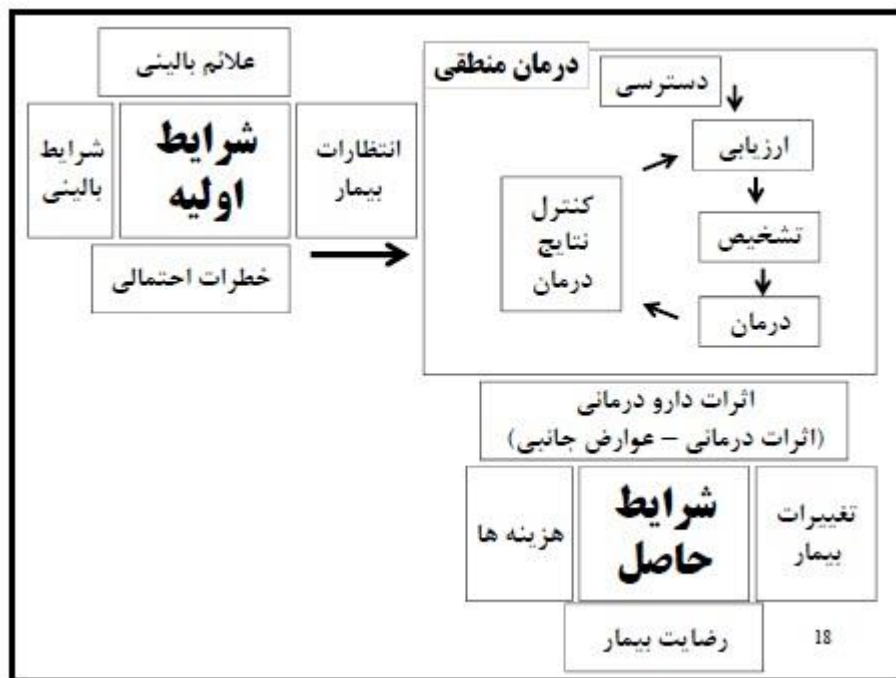 علائم بالینی
شرایط
بالینی
شرایط
اولیه
انتظارات
بیمار
خطرات احتمالی
درمان منطقی
دسترسی
ارزیابی
تشخیص
درمان
کنترل
نتایج
درمان
اثرات دارو درمانی
(اثرات درمانی – عوارض جانبی)
هزینه ها
شرایط
حاصل
تغییرات
بیمار
رضایت بیمار
18